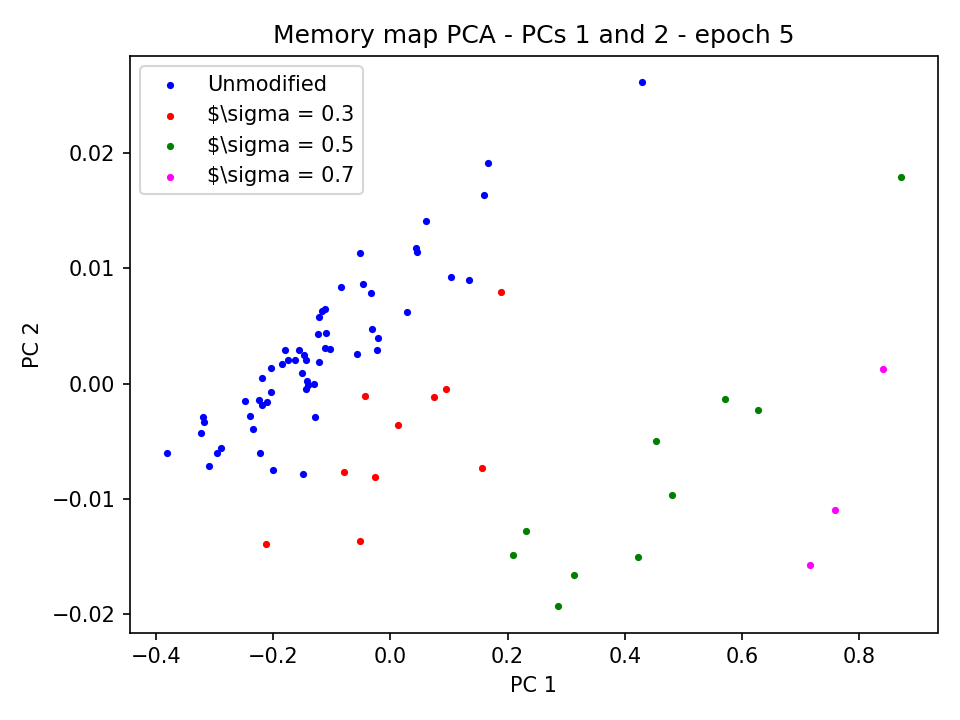 Memory map PCA - PCs 1 and 2 - epoch 5
Unmodified
$\sigma = 0.3
$\sigma = 0.5
$\sigma = 0.7
0.02
0.01
0.00
−0.01
−0.02
PC 2
−0.4 −0.2 0.0 0.2 0.4 0.6 0.8
PC 1